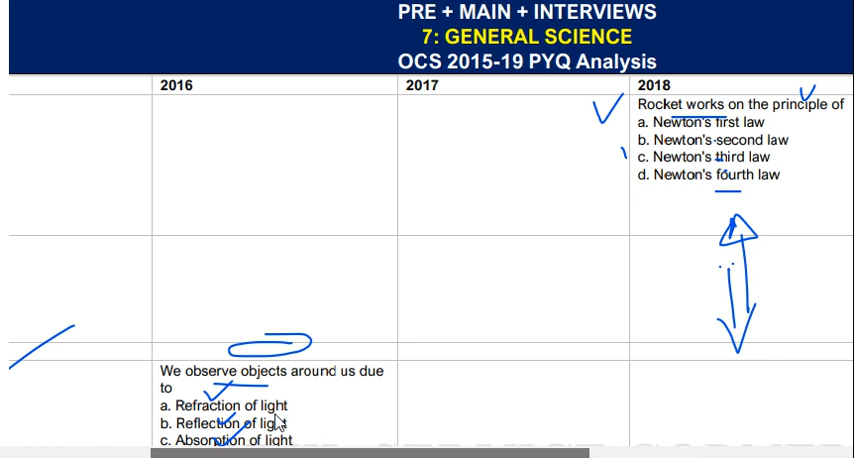 PRE + MAIN + INTERVIEWS
7: GENERAL SCIENCE
OCS 2015-19 PYQ Analysis
2016
2017
2018
Rocket works on the principle of
a. Newton's first law
b. Newton's second law
c. Newton's third law
d. Newton's fourth law
We observe objects around us due
to
a. Refraction of light
b. Reflection of light
c. Absorption of light